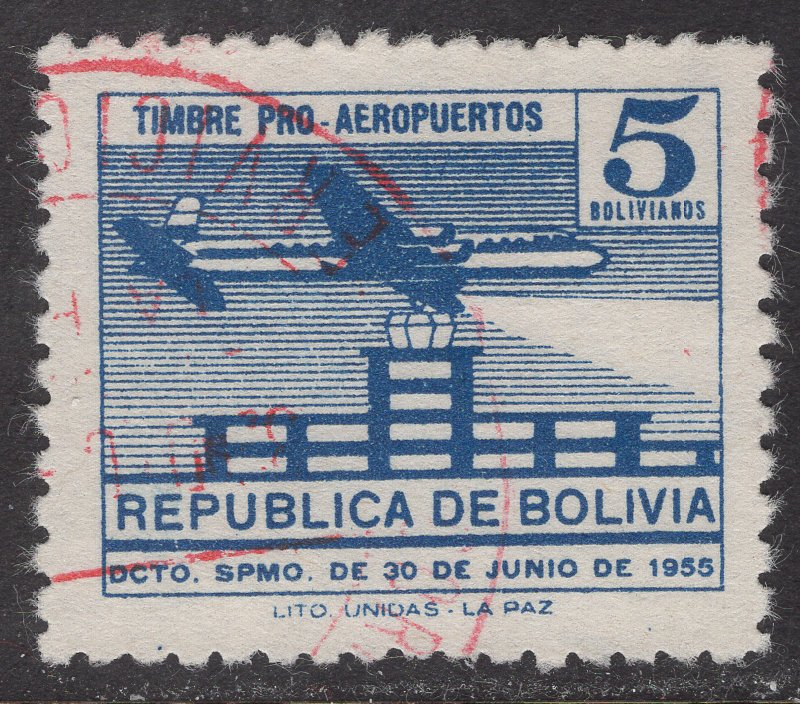 TIMBRE PRO-AEROPUERTOS
5
BOLIVIANOS
REPUBLICA DE BOLIVIA
DCTO. SPMO. DE 30 DE JUNIO DE 1955
LITO. UNIDAS - LA PAZ